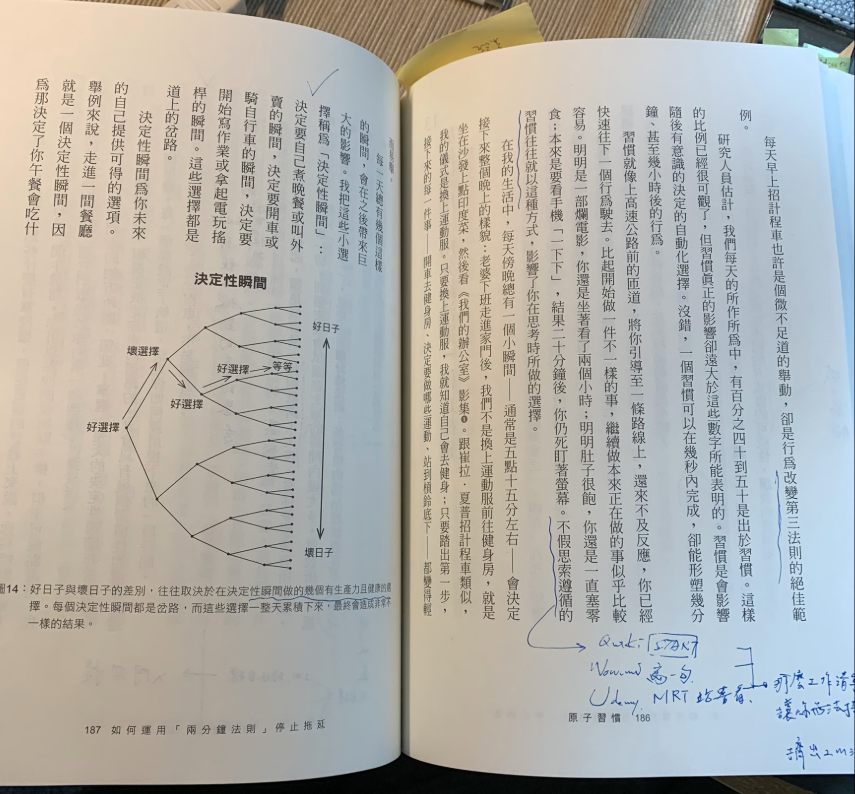 每天早上招計程車也許是個微不足道的舉動，卻是行爲改變第三法則的絕佳範
例。
研究人員估計，我們每天的所作所爲中，有百分之四十到五十是出於習慣。這樣
的比例已經很可觀了，但習慣眞正的影響卻遠大於這些數字所能表明的。習慣是會影響
隨後有意識的決定的自動化選擇。沒錯，一個習慣可以在幾秒內完成，卻能形塑幾分
鐘、甚至幾小時後的行爲。
習慣就像上高速公路前的匝道，將你引導至一條路線上，還來不及反應，你已經
快速往下一個行爲駛去。比起開始做一件不一樣的事，繼續做本來正在做的事似乎比較
容易。明明是一部爛電影，你還是坐著看了兩個小時；明明肚子很飽，你還是一直塞零
食；本來是要看手機「一下下」，結果二十分鐘後，你仍死盯著螢幕。不假思索遵循的
習慣往往就以這種方式，影響了你在思考時所做的選擇。
在我的生活中，每天傍晚總有一個小瞬間——通常是五點十五分左右——會決定
接下來整個晚上的樣貌：老婆下班走進家門後，我們不是換上運動服前往健身房，就是
坐在沙發上點印度菜，然後看《我們的辦公室》影集❶。跟崔拉．夏普招計程車類似，
我的儀式是換上運動服。只要換上運動服，我就知道自己會去健身；只要踏出第一步，
接下來的每一件事——開車去健身房、決定要做哪些運動、站到槓鈴底下——都變得輕
START
Udemy, MRT
原子習慣 186
每一天總有幾個這樣
的瞬間，會在之後帶來巨
大的影響。我把這些小選
擇稱爲「決定性瞬間」：
決定要自己煮晚餐或叫外
賣的瞬間，決定要開車或
騎自行車的瞬間，決定要
開始寫作業或拿起電玩搖
桿的瞬間。這些選擇都是
道上的岔路。
決定性瞬間爲你未來
的自己提供可得的選項。
舉例來說，走進一間餐廳
就是一個決定性瞬間，因
爲那決定了你午餐會吃什
決定性瞬間
好日子
壞選擇
好選擇
等等
好選擇
好選擇
壞日子
圖14：好日子與壞日子的差別，往往取決於在決定性瞬間做的幾個有生產力且健康的選
擇。每個決定性瞬間都是岔路，而這些選擇一整天累積下來，最終會造成非常不
一樣的結果。
187 如何運用「兩分鐘法則」停止拖延